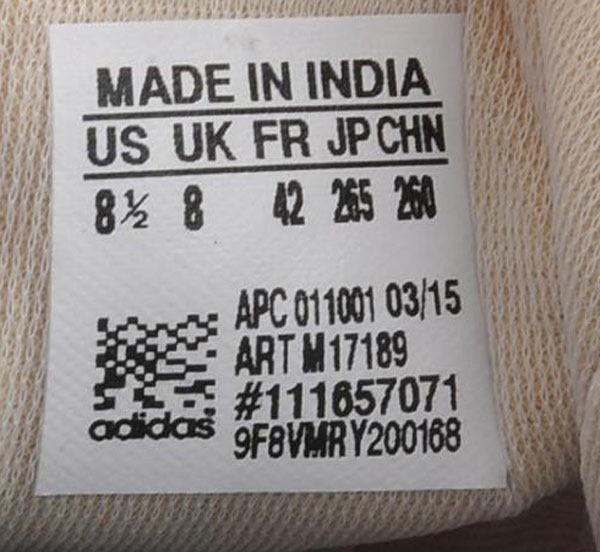 MADE IN INDIA
US UK FR JP CHN
8½ 8 42 265 260
APC 011001 03/15
ART M17189
#111657071
9F8VMRY200168
adidas